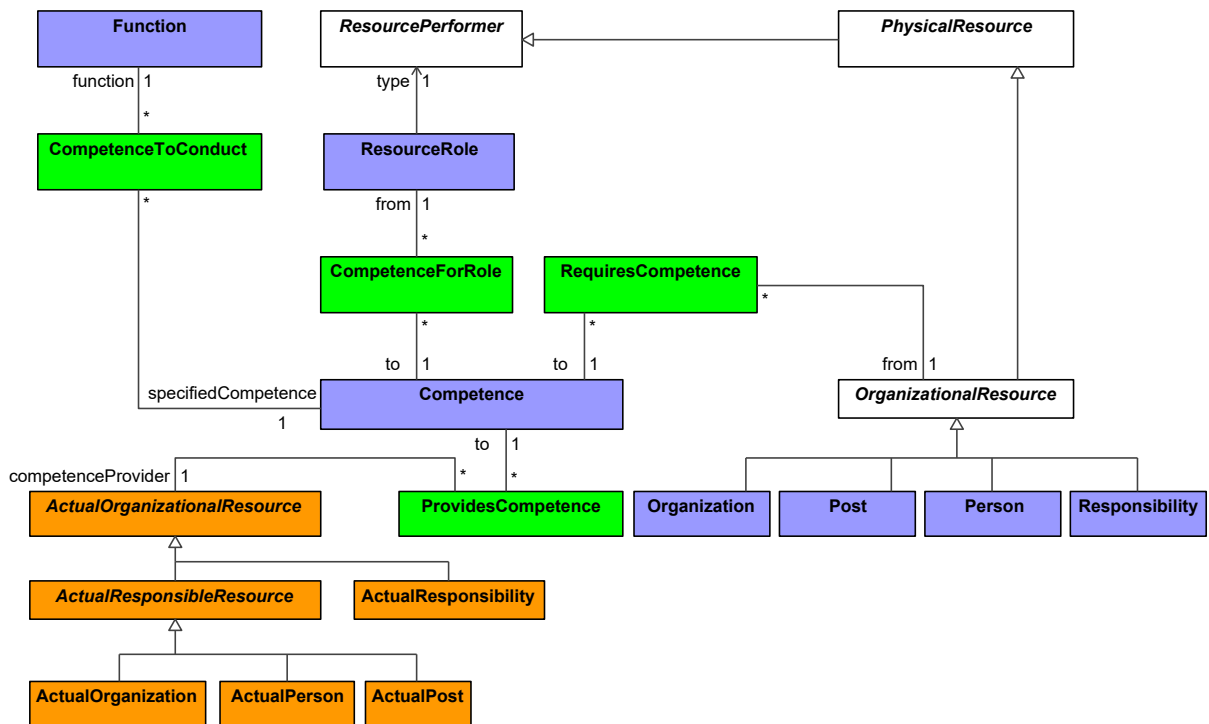 Function
ResourcePerformer
PhysicalResource
function 1
*
type 1
CompetenceToConduct
ResourceRole
*
from 1
*
CompetenceForRole
RequiresCompetence
*
*
*
to 1
to 1
from 1
specifiedCompetence
1
Competence
OrganizationalResource
to 1
competenceProvider 1
*
*
ActualOrganizationalResource
ProvidesCompetence
Organization
Post
Person
Responsibility
ActualResponsibleResource
ActualResponsibility
ActualOrganization
ActualPerson
ActualPost